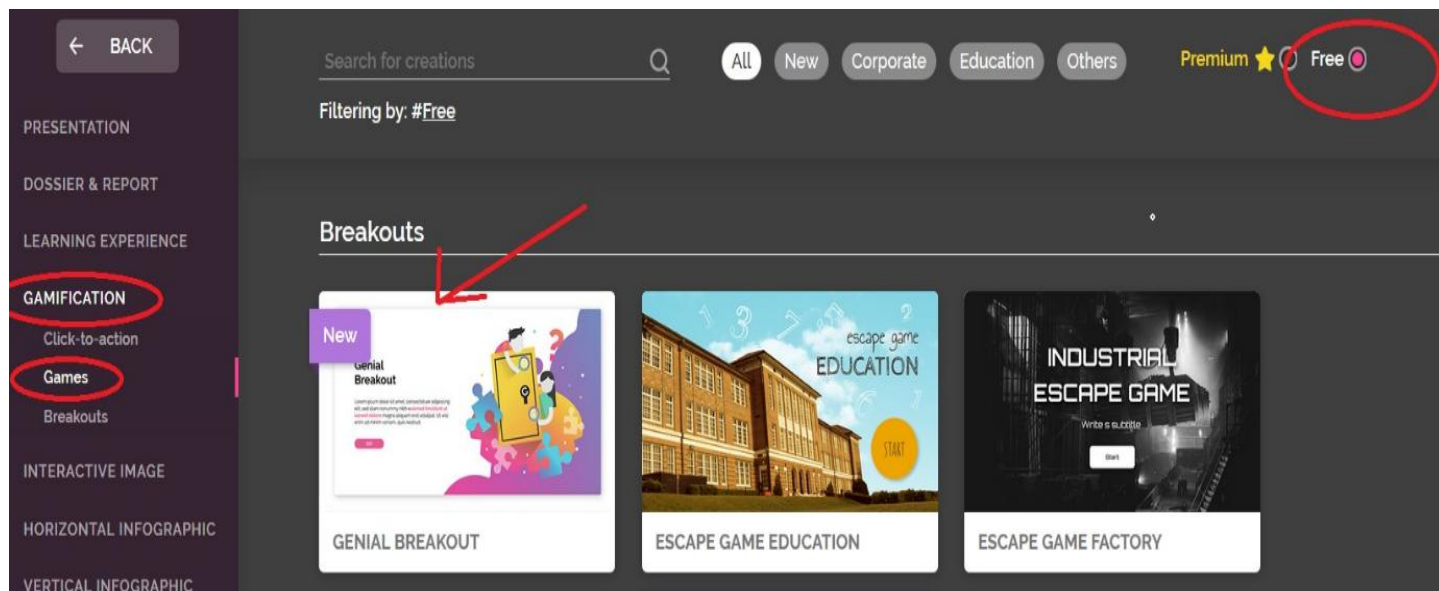 ← BACK
PRESENTATION
DOSSIER & REPORT
LEARNING EXPERIENCE
GAMIFICATION
Click-to-action
Games
Breakouts
INTERACTIVE IMAGE
HORIZONTAL INFOGRAPHIC
VERTICAL INFOGRAPHIC
Search for creations
All New Corporate Education Others Premium Free
Filtering by: #Free
Breakouts
New
Genial
Breakout
GENIAL BREAKOUT
escape game
EDUCATION
START
ESCAPE GAME EDUCATION
INDUSTRIAL
ESCAPE GAME
Write s subtitle
Start
ESCAPE GAME FACTORY